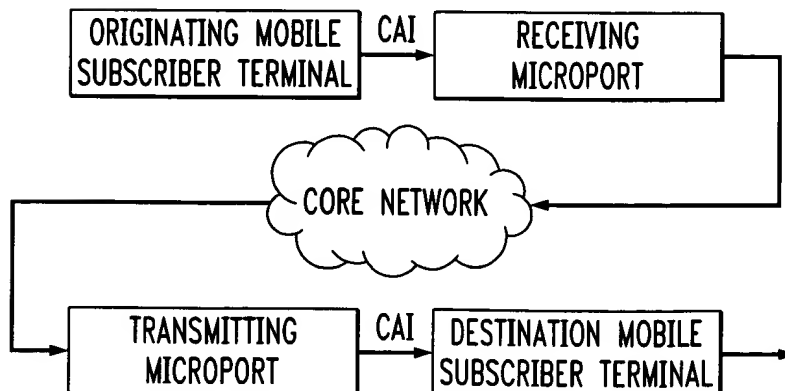 ORIGINATING MOBILE
SUBSCRIBER TERMINAL
CAI
RECEIVING
MICROPORT
CORE NETWORK
TRANSMITTING
MICROPORT
CAI
DESTINATION MOBILE
SUBSCRIBER TERMINAL